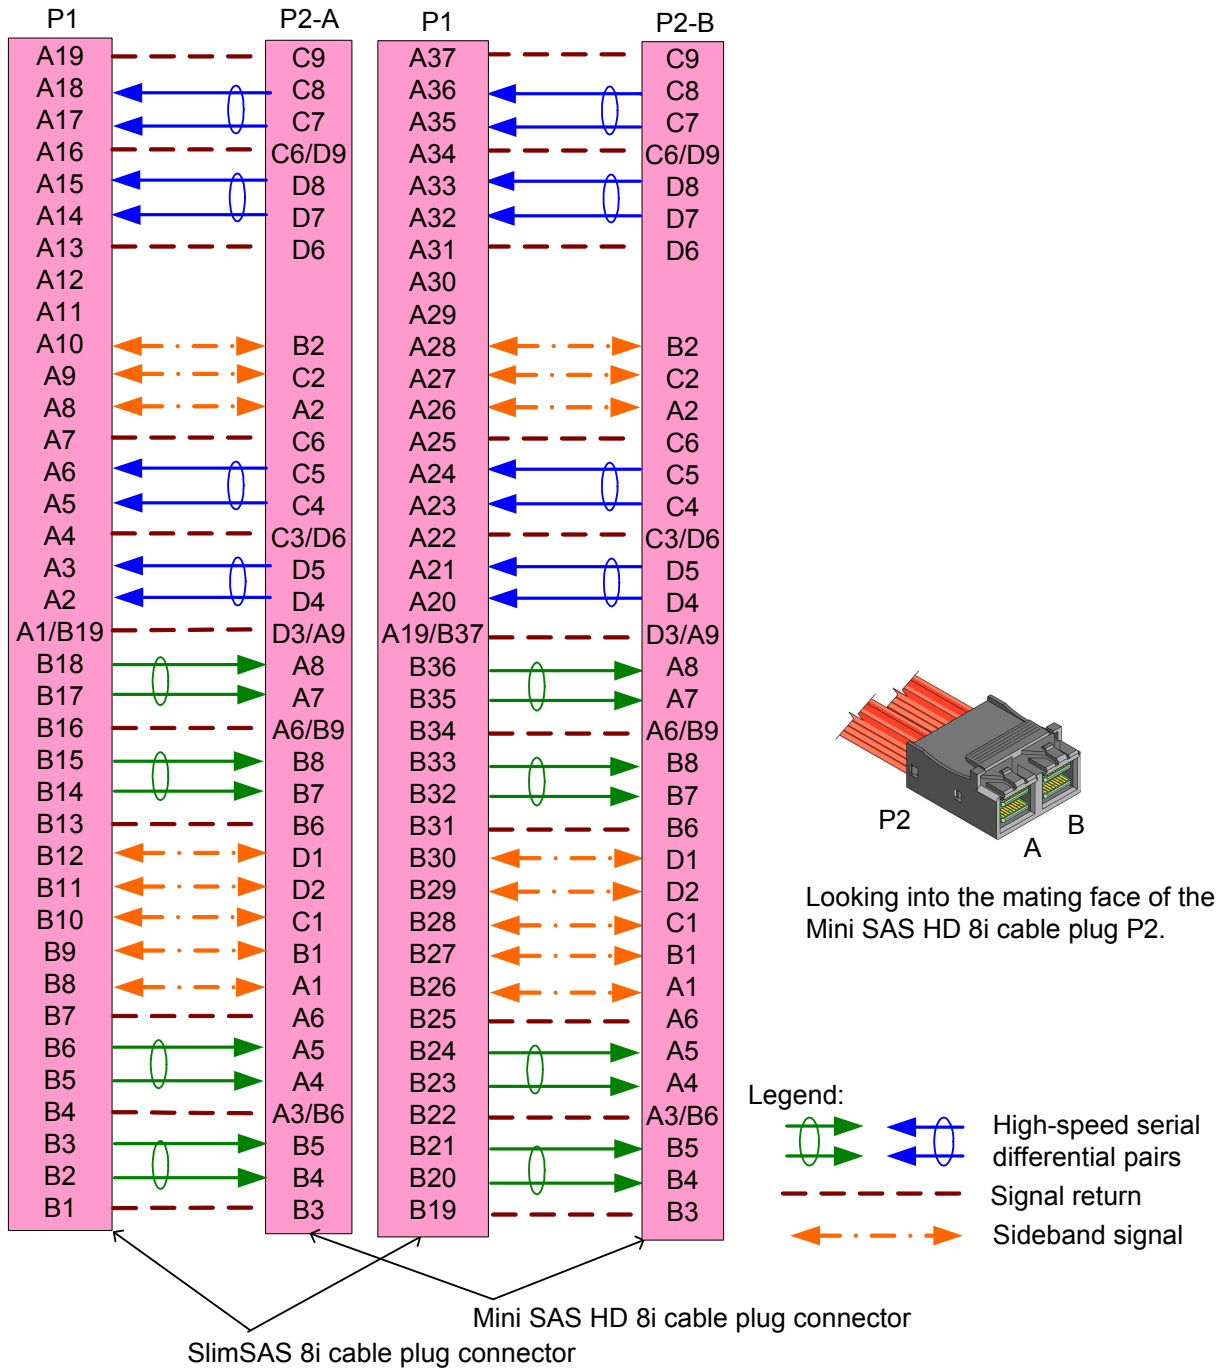 P1 P2-A P1 P2-B
A19 C9 A37 C9
A18 C8 A36 C8
A17 C7 A35 C7
A16 C6/D9 A34 C6/D9
A15 D8 A33 D8
A14 D7 A32 D7
A13 D6 A31 D6
A12 A30
A11 A29
A10 B2 A28 B2
A9 C2 A27 C2
A8 A2 A26 A2
A7 C6 A25 C6
A6 C5 A24 C5
A5 C4 A23 C4
A4 C3/D6 A22 C3/D6
A3 D5 A21 D5
A2 D4 A20 D4
A1/B19 D3/A9 A19/B37 D3/A9
B18 A8 B36 A8
B17 A7 B35 A7
B16 A6/B9 B34 A6/B9
B15 B8 B33 B8
B14 B7 B32 B7
B13 B6 B31 B6
B12 D1 B30 D1
B11 D2 B29 D2
B10 C1 B28 C1
B9 B1 B27 B1
B8 A1 B26 A1
B7 A6 B25 A6
B6 A5 B24 A5
B5 A4 B23 A4
B4 A3/B6 B22 A3/B6
B3 B5 B21 B5
B2 B4 B20 B4
B1 B3 B19 B3
P2
A
B
Looking into the mating face of the
Mini SAS HD 8i cable plug P2.
Legend:
High-speed serial
differential pairs
Signal return
Sideband signal
Mini SAS HD 8i cable plug connector
SlimSAS 8i cable plug connector